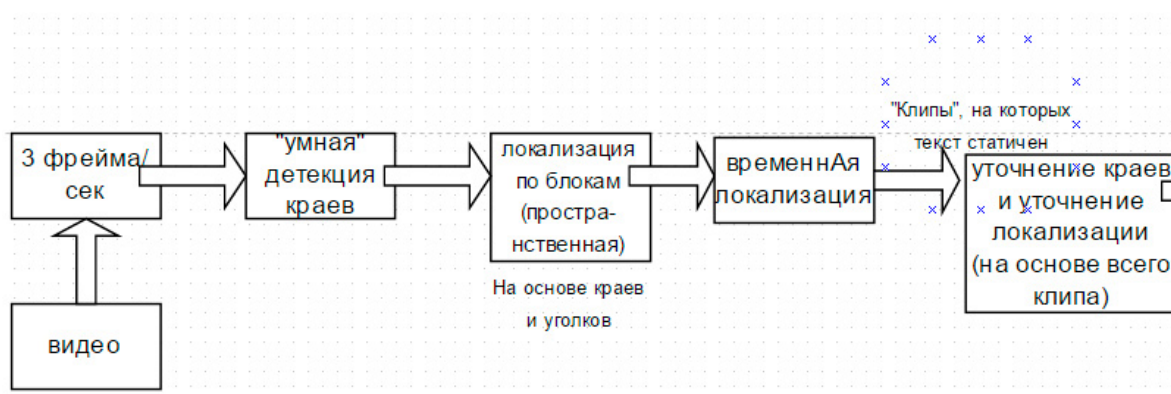 3 фрейма/
сек
"умная"
детекция
краев
локализация
по блокам
(простра-
нственная)
На основе краев
и уголков
временнАя
локализация
"Клипы", на которых
текст статичен
уточнение краев
и уточнение
локализации
(на основе всего
клипа)
видео